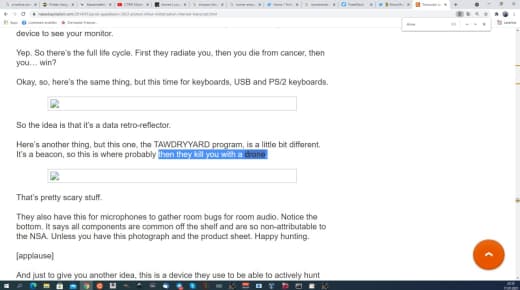 device to see your monitor.
Yep. So there's the full life cycle. First they radiate you, then you die from cancer, then
you… win?
Okay, so, here's the same thing, but this time for keyboards, USB and PS/2 keyboards.
So the idea is that it's a data retro-reflector.
Here's another thing, but this one, the TAWDRYYARD program, is a little bit different.
It's a beacon, so this is where probably then they kill you with a drone
That's pretty scary stuff.
They also have this for microphones to gather room bugs for room audio. Notice the
bottom. It says all components are common off the shelf and are so non-attributable to
the NSA. Unless you have this photograph and the product sheet. Happy hunting.
[applause]
And just to give you another idea, this is a device they use to be able to actively hunt